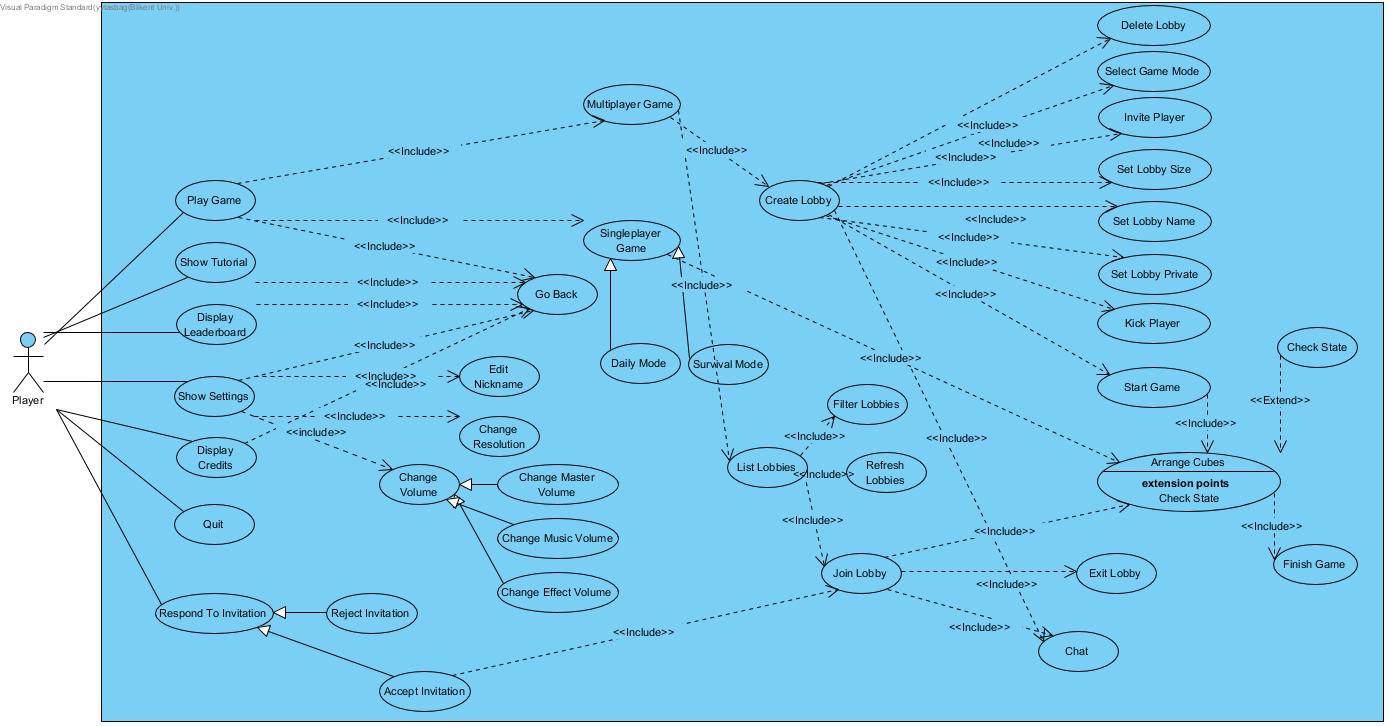 Visual Paradigm Standard(y
tasbag(Bilkent Univ.))
Delete Lobby
Select Game Mode
Multiplayer Game
Invite Player
<<Include>>
<<Include>>
<<Include>>
<<Include>>
<<Include>>
Set Lobby Size
<<Include>>
Play Game
Create Lobby
<<Include>>
<<Include>>
Set Lobby Name
Singleplayer
Game
<<Include>>
<<Include>>
Show Tutorial
<<Include>>
Set Lobby Private
<<Include>>
<<Include>>
Go Back
<<Include>>
<<Include>>
Display
Leaderboard
Kick Player
<<Include>>
Check State
<<Include>>
Daily Mode
Survival Mode
Edit
Nickname
<<Include>>
<<Include>>
Start Game
Player
Show Settings
Filter Lobbies
<<Extend>>
<<Include>>
<<include>>
Change
Resolution
<<Include>>
<<Include>>
<<Include>>
Display
Credits
List Lobbies
<<Include>>
Refresh
Lobbies
Arrange Cubes
extension points
Check State
Change
Volume
Change Master
Volume
Quit
<<Include>>
<<Include>>
<<Include>>
Change Music Volume
Join Lobby
Exit Lobby
Finish Game
<<Include>>
Change Effect Volume
Respond To Invitation
Reject Invitation
<<Include>>
<<Include>>
Chat
Accept Invitation